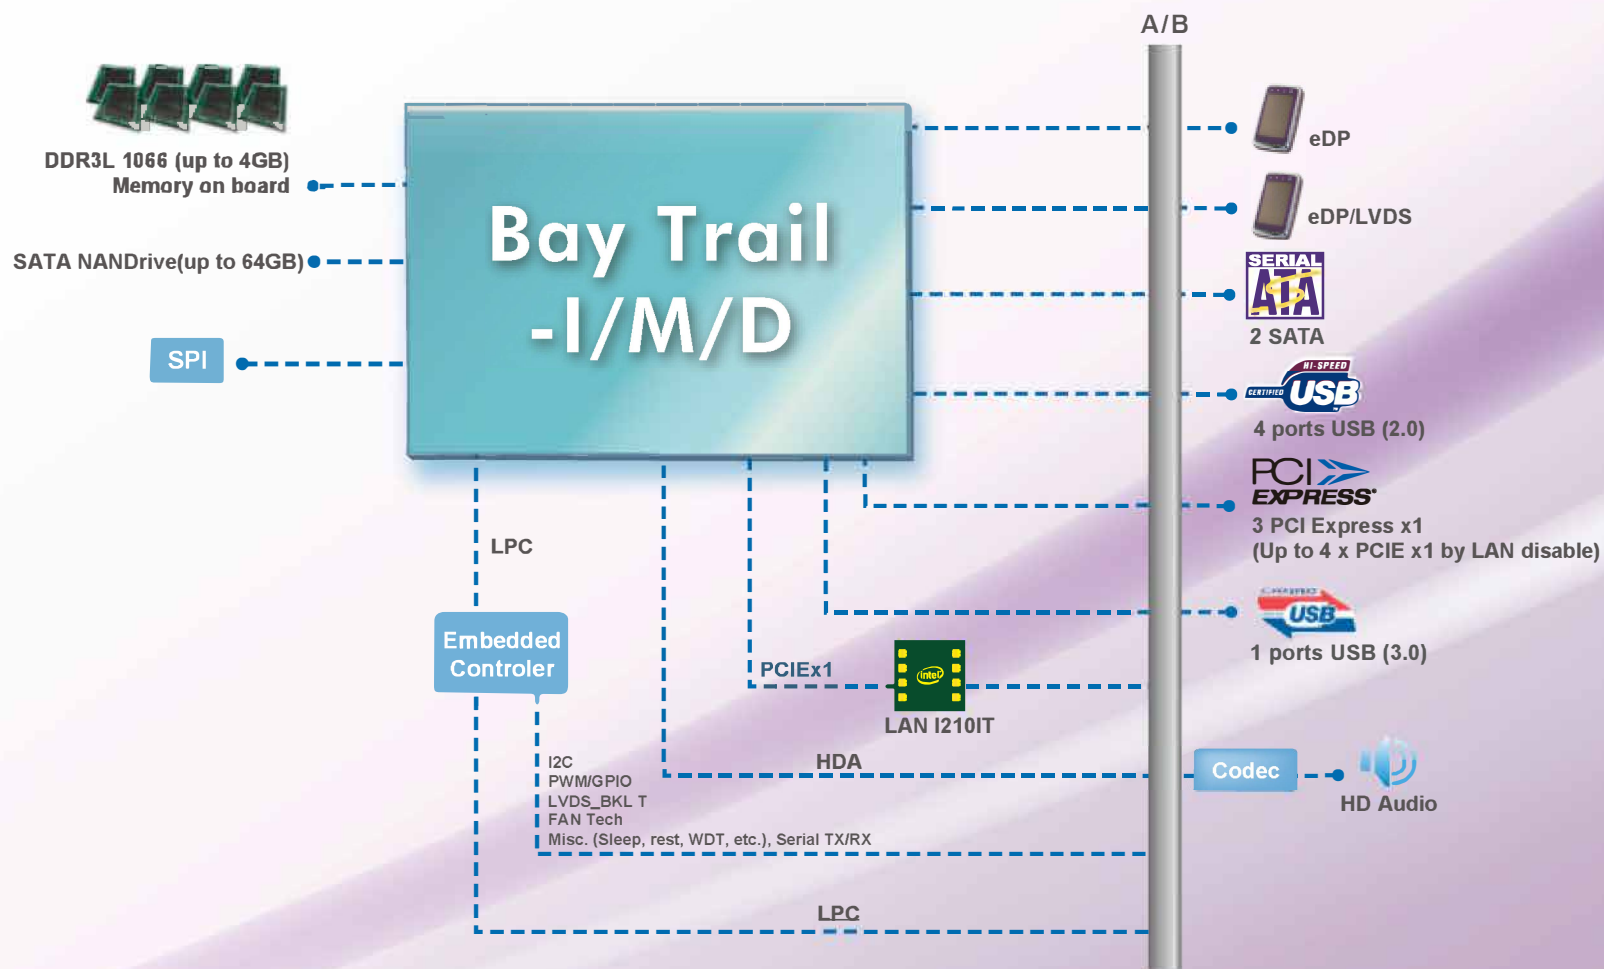 A/B
DDR3L 1066 (up to 4GB)
Memory on board
SATA NANDrive(up to 64GB)
SPI
Bay Trail
-I/M/D
eDP
eDP/LVDS
SERIAL
ATA
2 SATA
HI-SPEED
CERTIFIED USB
4 ports USB (2.0)
PCI
EXPRESS
3 PCI Express x1
(Up to 4 x PCIE x1 by LAN disable)
USB
1 ports USB (3.0)
LPC
Embedded
Controler
PCIEx1
intel
LAN I210IT
HDA
Codec
HD Audio
I2C
PWM/GPIO
LVDS_BKL T
FAN Tech
Misc. (Sleep, rest, WDT, etc.), Serial TX/RX
LPC